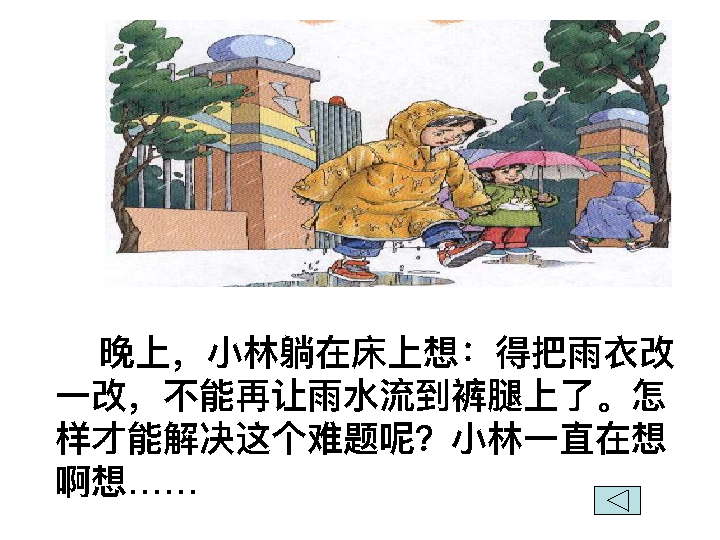 晚上，小林躺在床上想：得把雨衣改
一改，不能再让雨水流到裤腿上了。怎
样才能解决这个难题呢？小林一直在想
啊想……